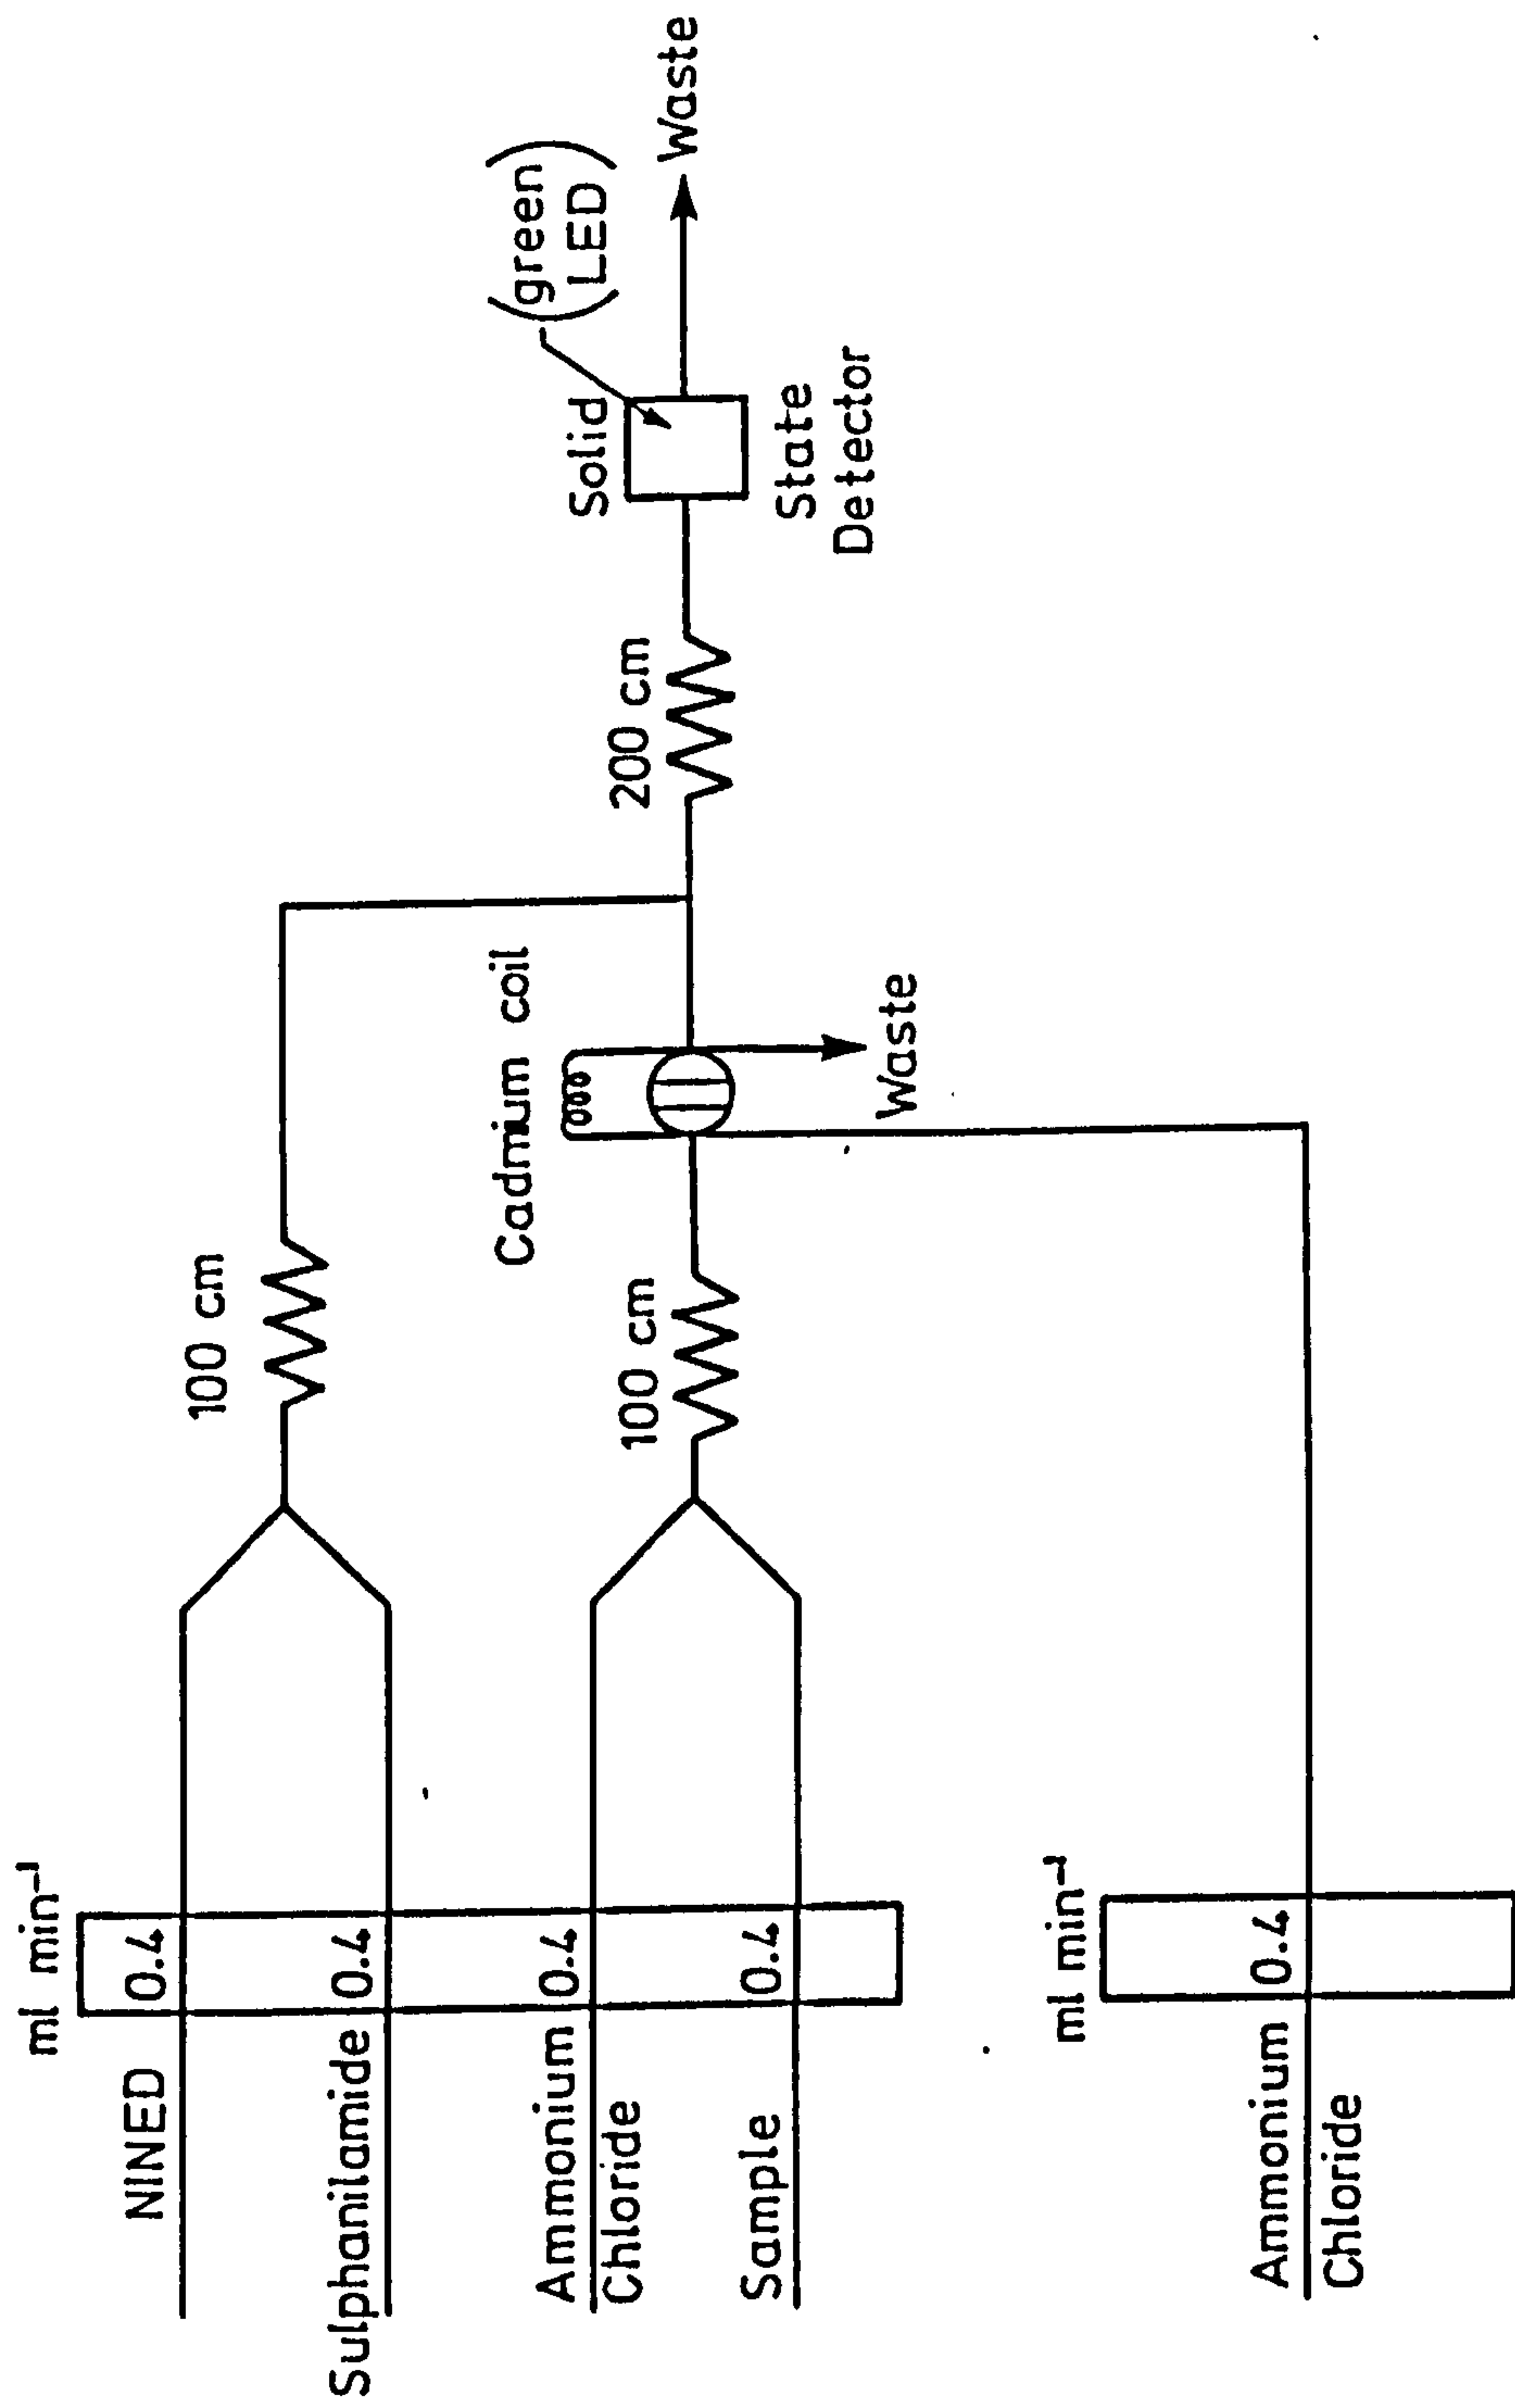 ml min⁻¹
NINED
0.4
Sulphanilamide
0.4
Ammonium
Chloride
0.4
Sample
0.4
100 cm
100 cm
Cadmium coil
Waste
200 cm
Solid
State
Detector
(green
LED)
Waste
ml min⁻¹
Ammonium
Chloride
0.4